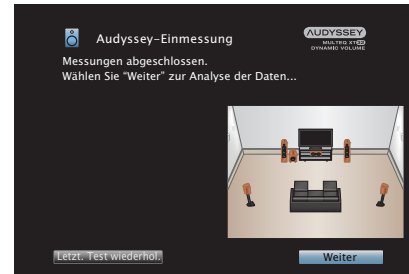 Audyssey-Einmessung
AUDYSSEY
MULTEQ XT32
DYNAMIC VOLUME
Messungen abgeschlossen.
Wählen Sie “Weiter” zur Analyse der Daten...
Letzt. Test wiederhol.
Weiter